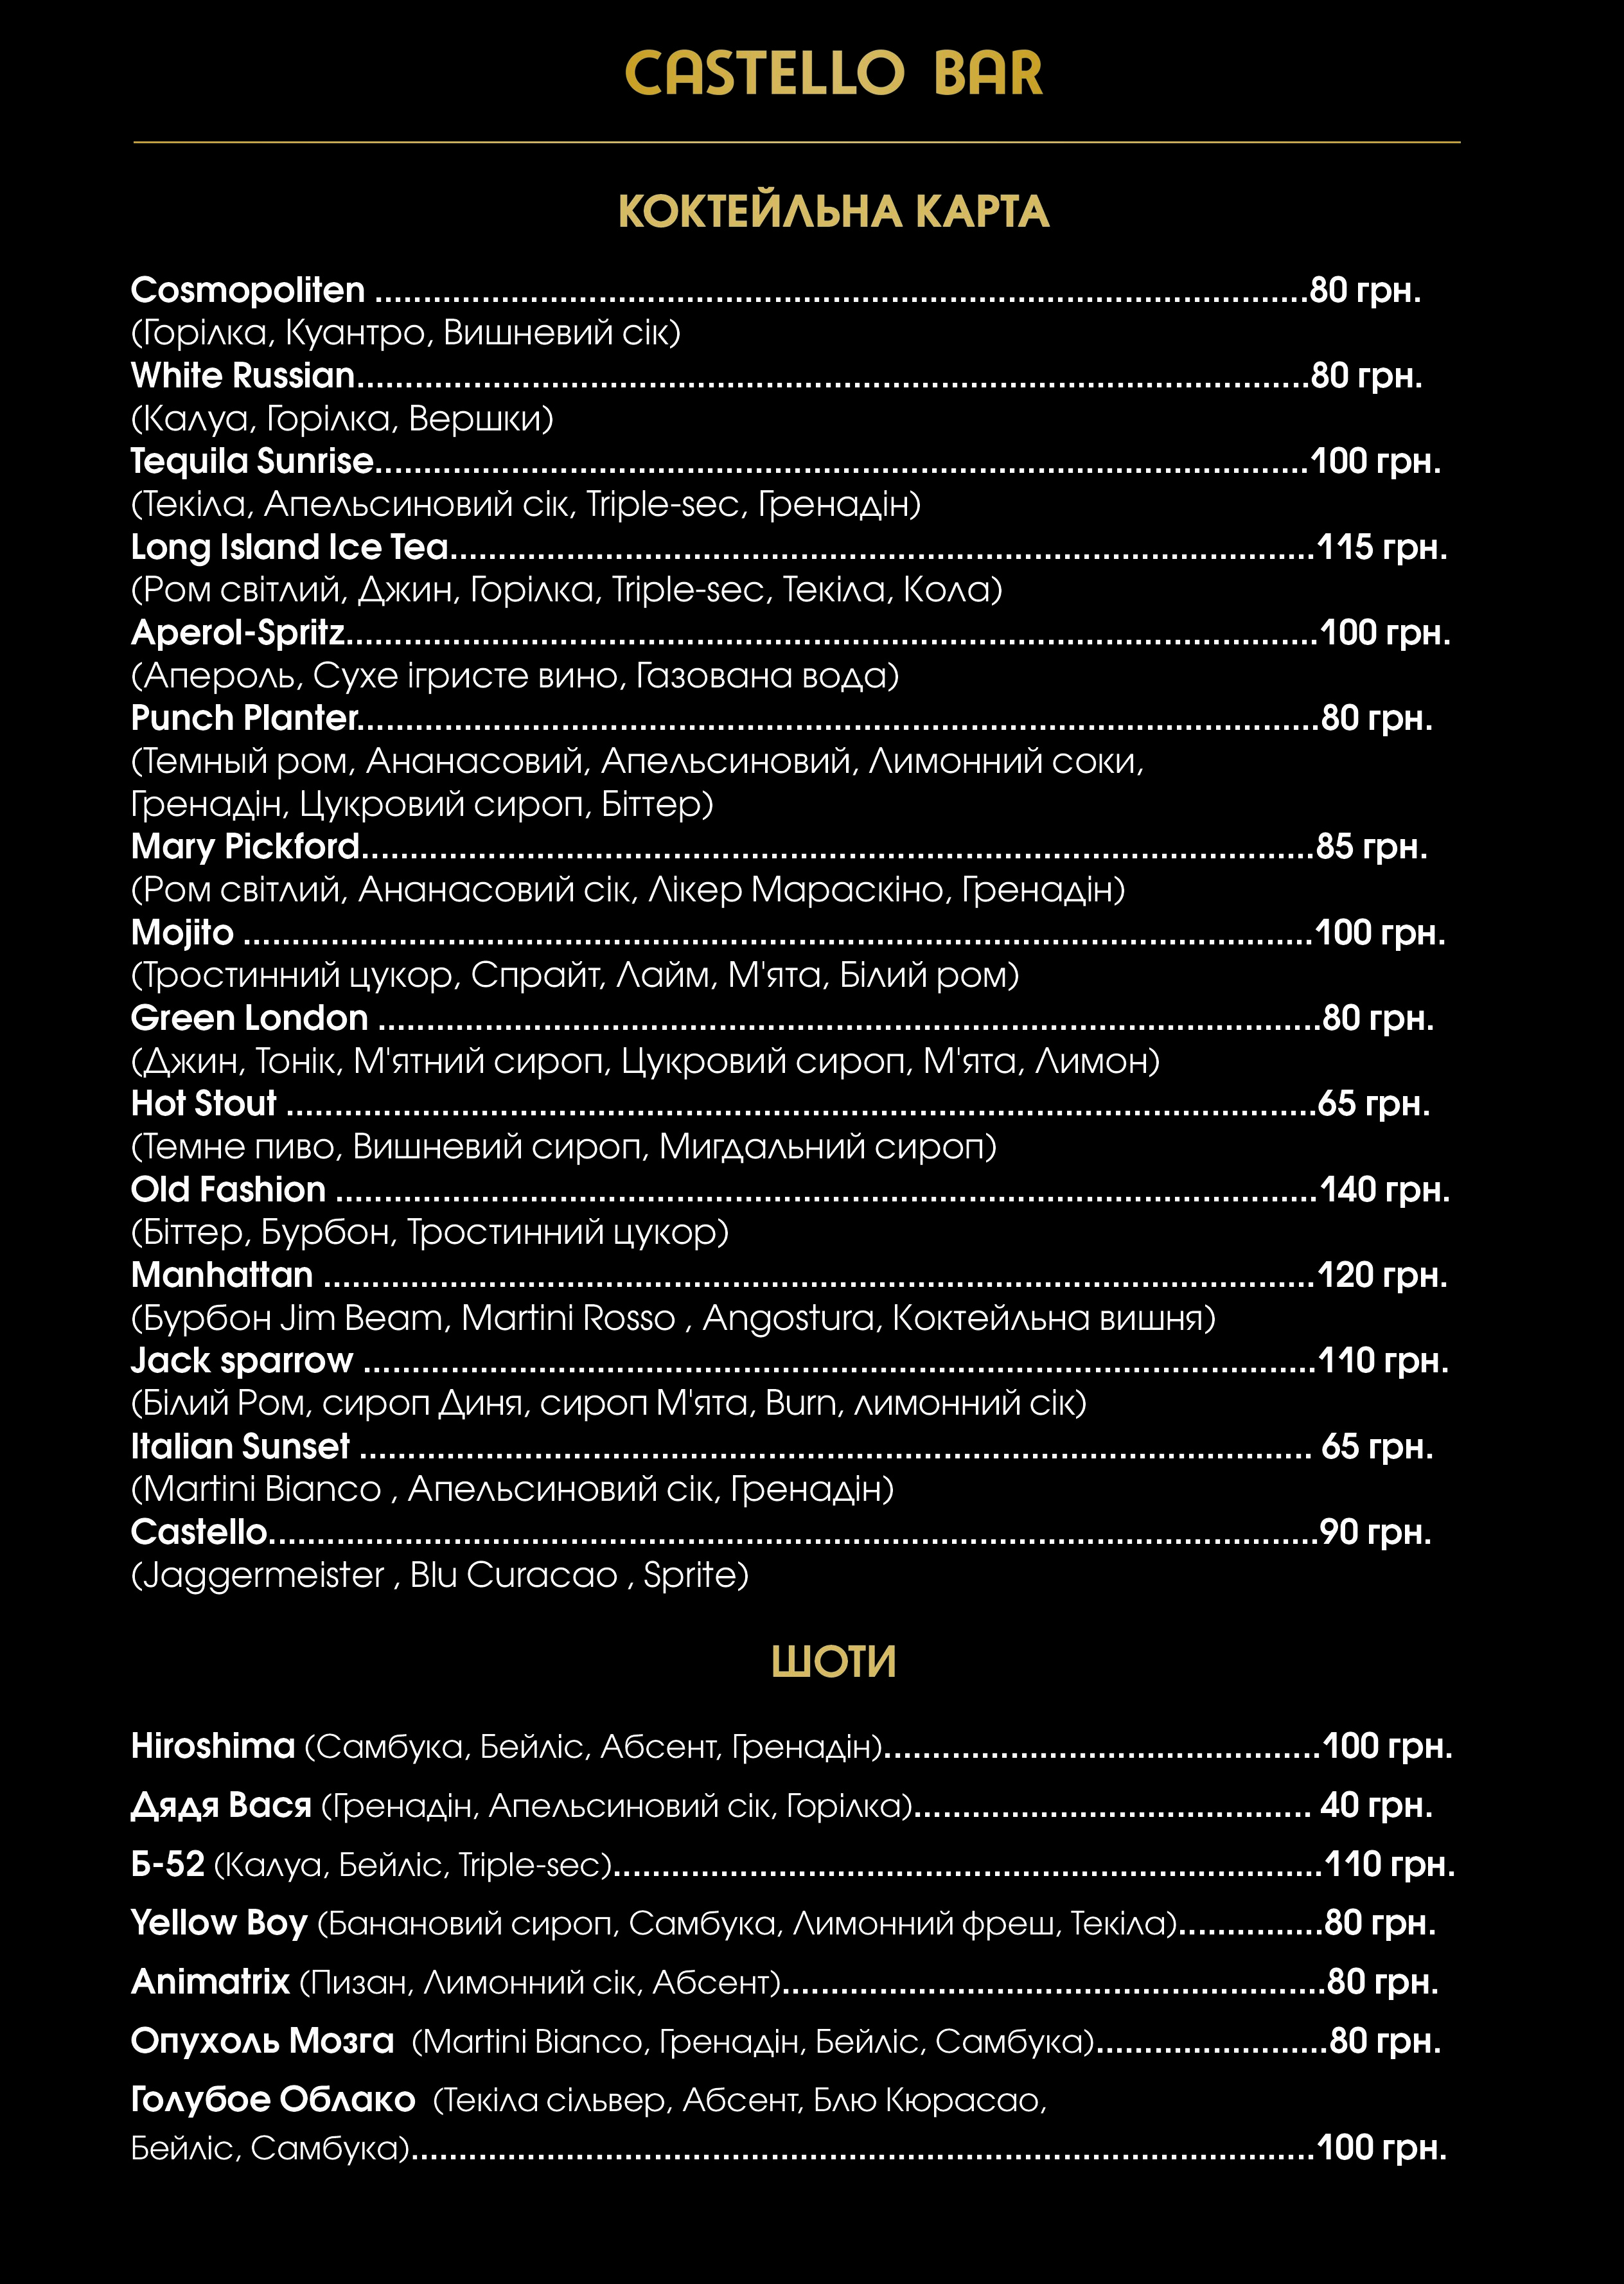 CASTELLO BAR
КОКТЕЙЛЬНА КАРТА
Cosmopoliten ................................................................................................80 грн.
(Горілка, Куантро, Вишневий сік)
White Russian..................................................................................................80 грн.
(Калуа, Горілка, Вершки)
Tequila Sunrise................................................................................................100 грн.
(Текіла, Апельсиновий сік, Triple-sec, Гренадін)
Long Island Ice Tea.........................................................................................115 грн.
(Ром світлий, Джин, Горілка, Triple-sec, Текіла, Кола)
Aperol-Spritz....................................................................................................100 грн.
(Апероль, Сухе ігристе вино, Газована вода)
Punch Planter...................................................................................................80 грн.
(Темный ром, Ананасовий, Апельсиновий, Лимонний соки,
Гренадін, Цукровий сироп, Біттер)
Mary Pickford..................................................................................................85 грн.
(Ром світлий, Ананасовий сік, Лікер Мараскіно, Гренадін)
Mojito ..............................................................................................................100 грн.
(Тростинний цукор, Спрайт, Лайм, М'ята, Білий ром)
Green London .................................................................................................80 грн.
(Джин, Тонік, М'ятний сироп, Цукровий сироп, М'ята, Лимон)
Hot Stout ..........................................................................................................65 грн.
(Темне пиво, Вишневий сироп, Мигдальний сироп)
Old Fashion .....................................................................................................140 грн.
(Біттер, Бурбон, Тростинний цукор)
Manhattan ......................................................................................................120 грн.
(Бурбон Jim Beam, Martini Rosso , Angostura, Коктейльна вишня)
Jack sparrow ..................................................................................................110 грн.
(Білий Ром, сироп Диня, сироп М'ята, Burn, лимонний сік)
Italian Sunset .................................................................................................. 65 грн.
(Martini Bianco , Апельсиновий сік, Гренадін)
Castello............................................................................................................90 грн.
(Jaggermeister , Blu Curacao , Sprite)
ШОТИ
Hiroshima (Самбука, Бейліс, Абсент, Гренадін).............................................100 грн.
Дядя Вася (Гренадін, Апельсиновий сік, Горілка)......................................... 40 грн.
Б-52 (Калуа, Бейліс, Triple-sec).........................................................................110 грн.
Yellow Boy (Банановий сироп, Самбука, Лимонний фреш, Текіла)...............80 грн.
Animatrix (Пизан, Лимонний сік, Абсент)........................................................80 грн.
Опухоль Мозга (Martini Bianco, Гренадін, Бейліс, Самбука)........................80 грн.
Голубое Облако (Текіла сільвер, Абсент, Блю Кюрасао,
Бейліс, Самбука).............................................................................................100 грн.